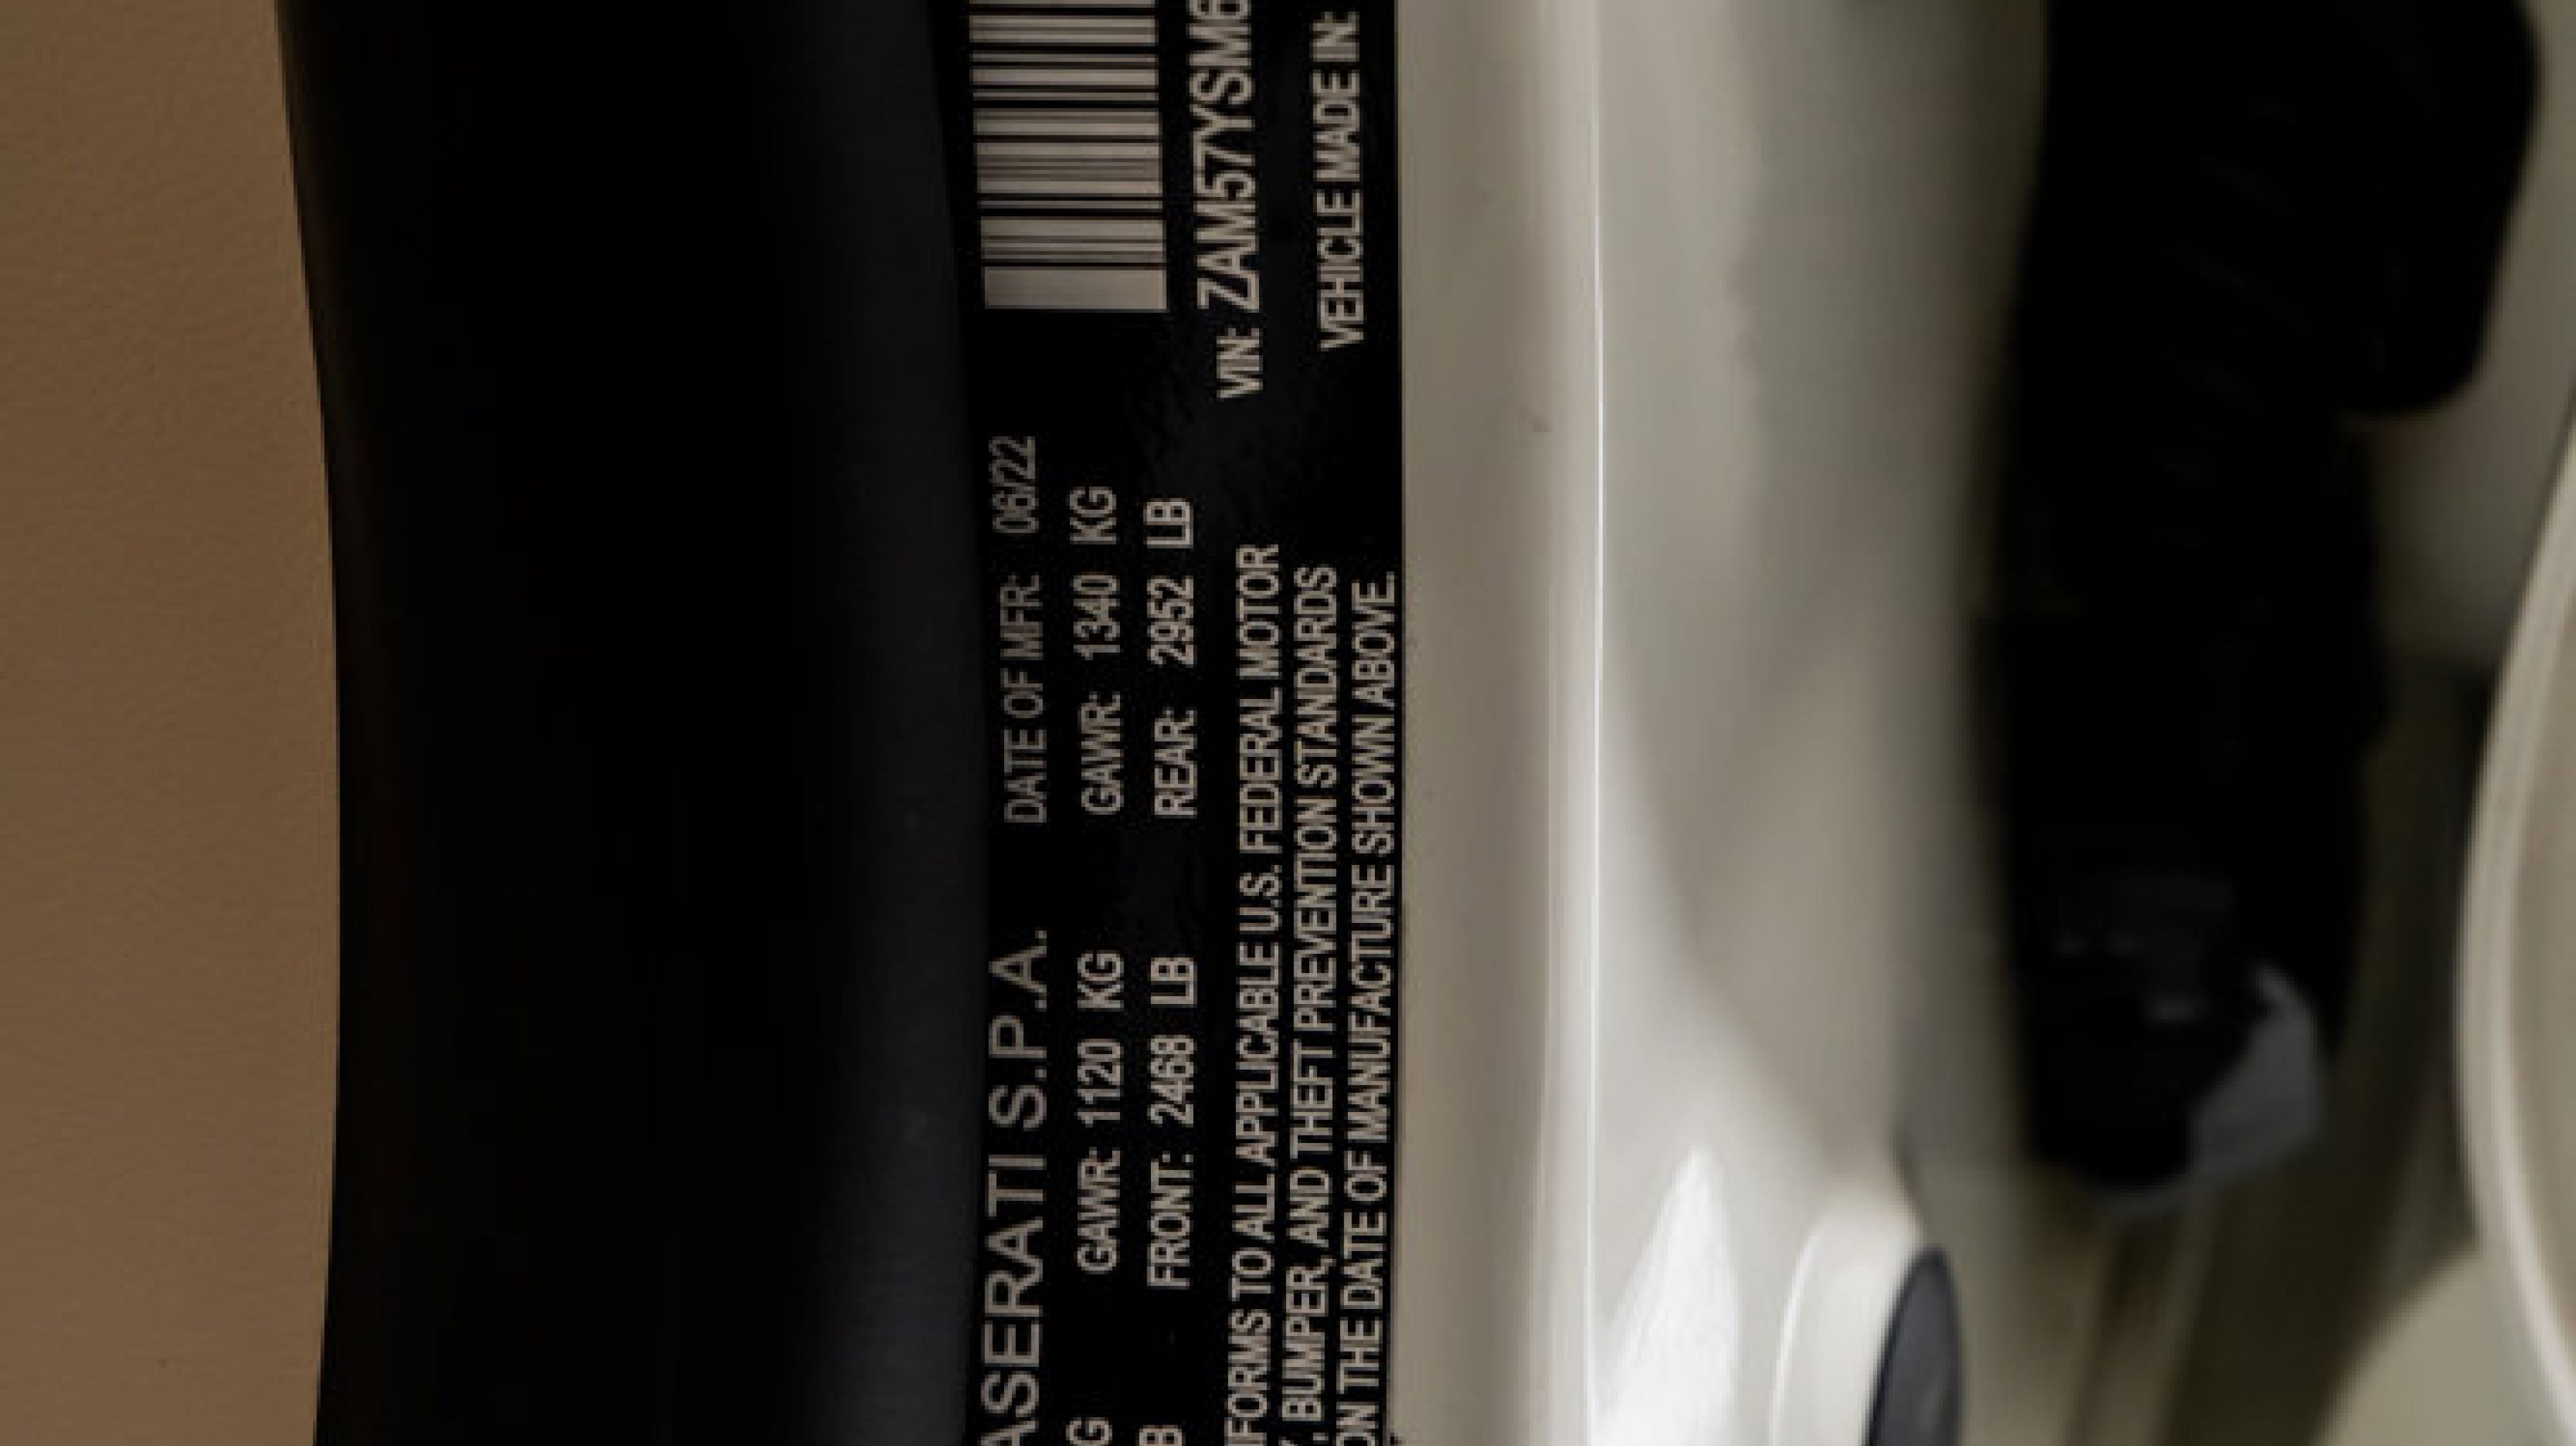 ASERATI S.P.A. DATE OF MFR: 06/22
G GAWR: 1120 KG GAWR: 1340 KG
B FRONT: 2468 LB REAR: 2952 LB
IFORMS TO ALL APPLICABLE U.S. FEDERAL MOTOR
, BUMPER, AND THEFT PREVENTION STANDARDS
ON THE DATE OF MANUFACTURE SHOWN ABOVE.
VIN: ZAM57YSM6
VEHICLE MADE IN: